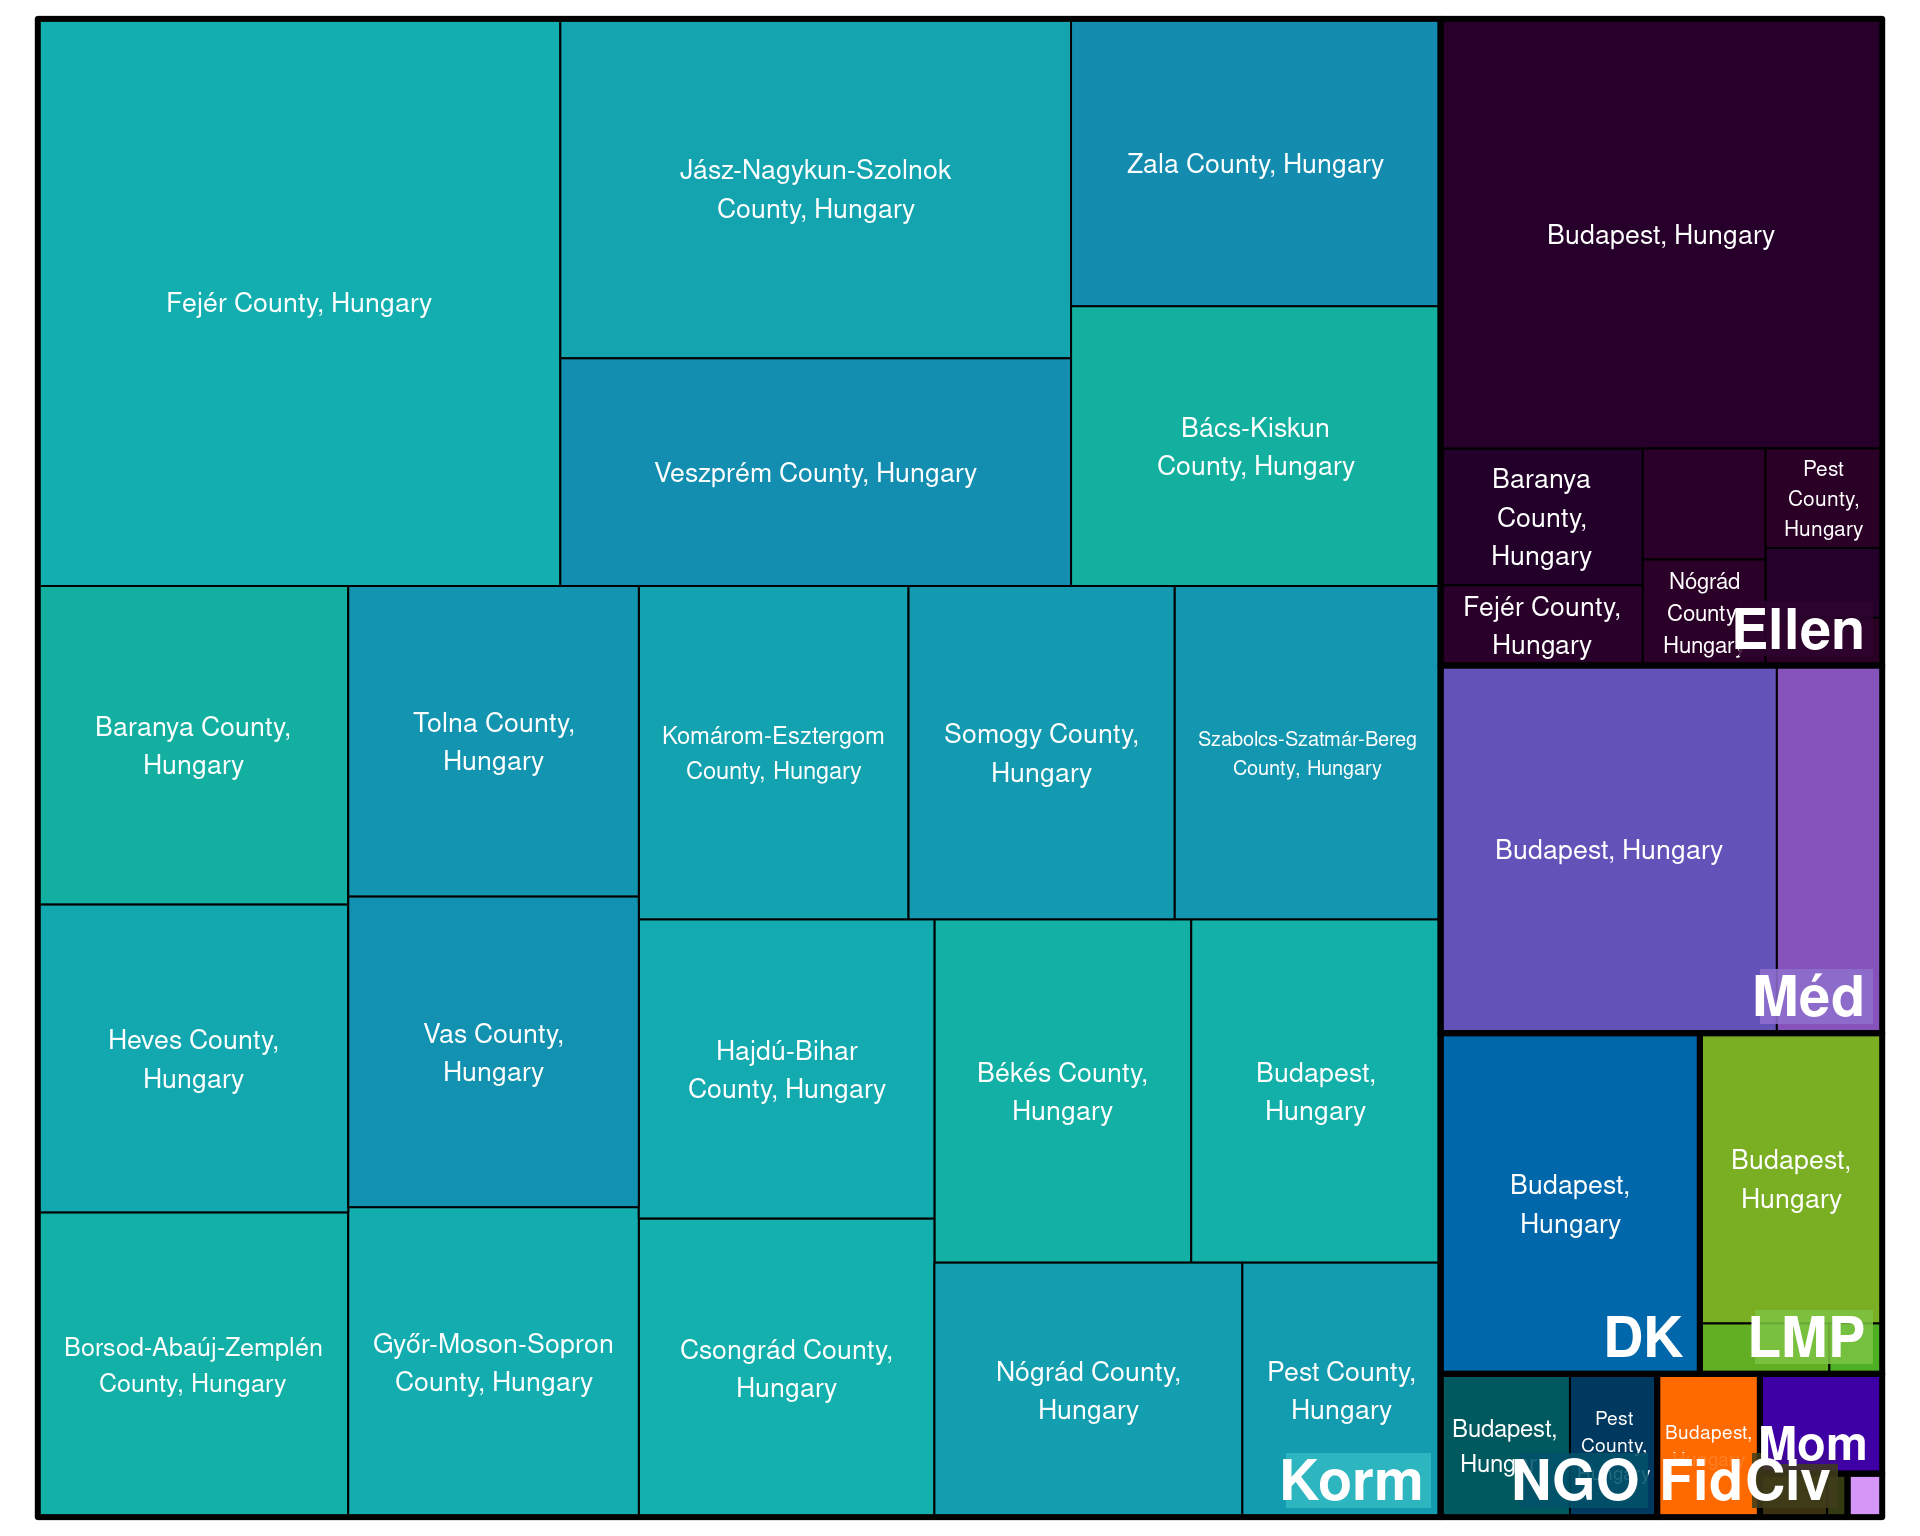 Fejér County, Hungary
Jász-Nagykun-Szolnok
County, Hungary
Veszprém County, Hungary
Zala County, Hungary
Bács-Kiskun
County, Hungary
Baranya County,
Hungary
Tolna County,
Hungary
Komárom-Esztergom
County, Hungary
Somogy County,
Hungary
Szabolcs-Szatmár-Bereg
County, Hungary
Heves County,
Hungary
Vas County,
Hungary
Hajdú-Bihar
County, Hungary
Békés County,
Hungary
Budapest,
Hungary
Borsod-Abaúj-Zemplén
County, Hungary
Győr-Moson-Sopron
County, Hungary
Csongrád County,
Hungary
Nógrád County,
Hungary
Pest County,
Hungary
Korm
Budapest, Hungary
Baranya
County,
Hungary
Pest
County,
Hungary
Fejér County,
Hungary
Nógrád
County,
Hungary
Ellen
Budapest, Hungary
Méd
Budapest,
Hungary
DK
Budapest,
Hungary
LMP
Budapest,
Hungary
Pest
County,
Hungary
NGO
Budapest,
Hungary
Fid
Mom
Civ